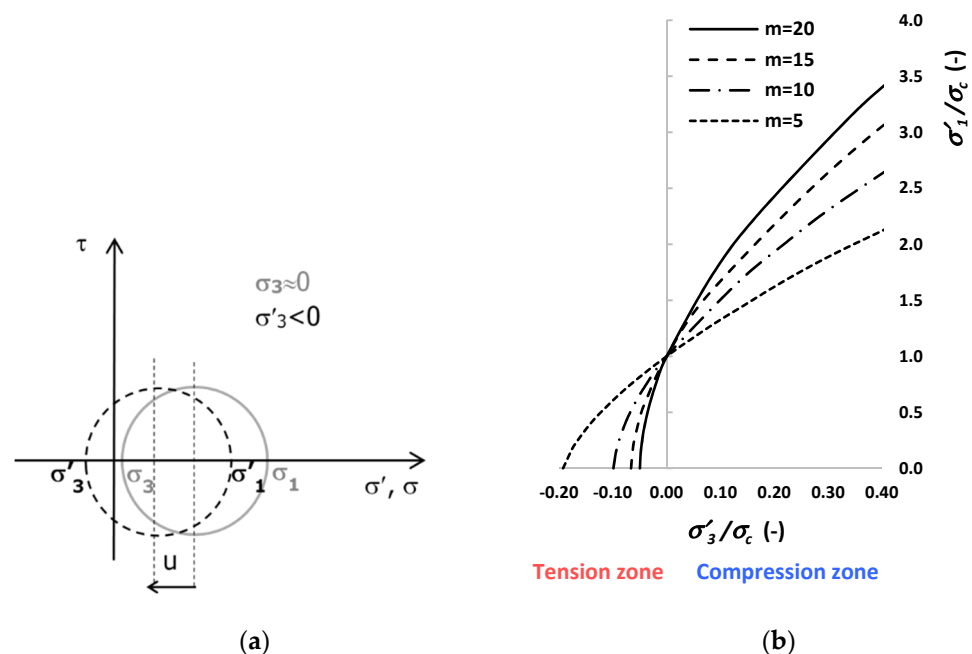 τ
σ₃≈0
σ'₃<0
σ'₃
σ₃
σ'₁
σ₁
σ', σ
u
(a)
m=20
m=15
m=10
m=5
4.0
3.5
3.0
2.5
2.0
1.5
1.0
0.5
0.0
σ'₁/σc (-)
-0.20 -0.10 0.00 0.10 0.20 0.30 0.40
σ'₃/σc (-)
Tension zone Compression zone
(b)